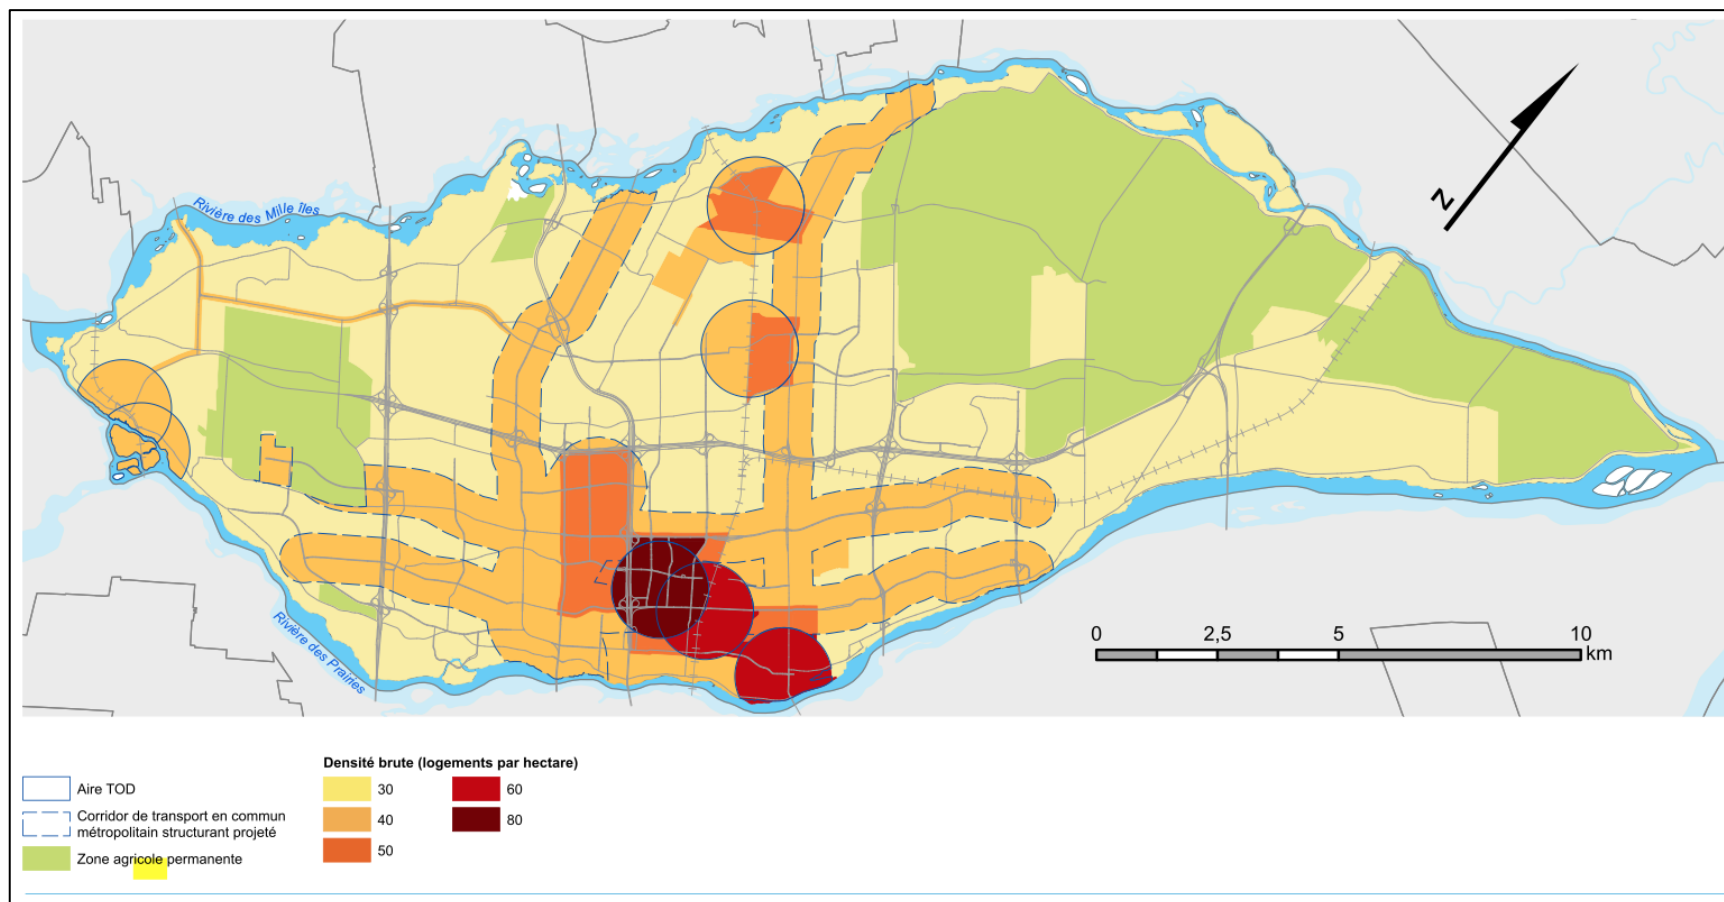 Rivière des Mille îles
N
0 2,5 5 10
km
Rivière des Prairies
Densité brute (logements par hectare)
Aire TOD
Corridor de transport en commun
métropolitain structurant projeté
Zone agricole permanente
30
40
50
60
80